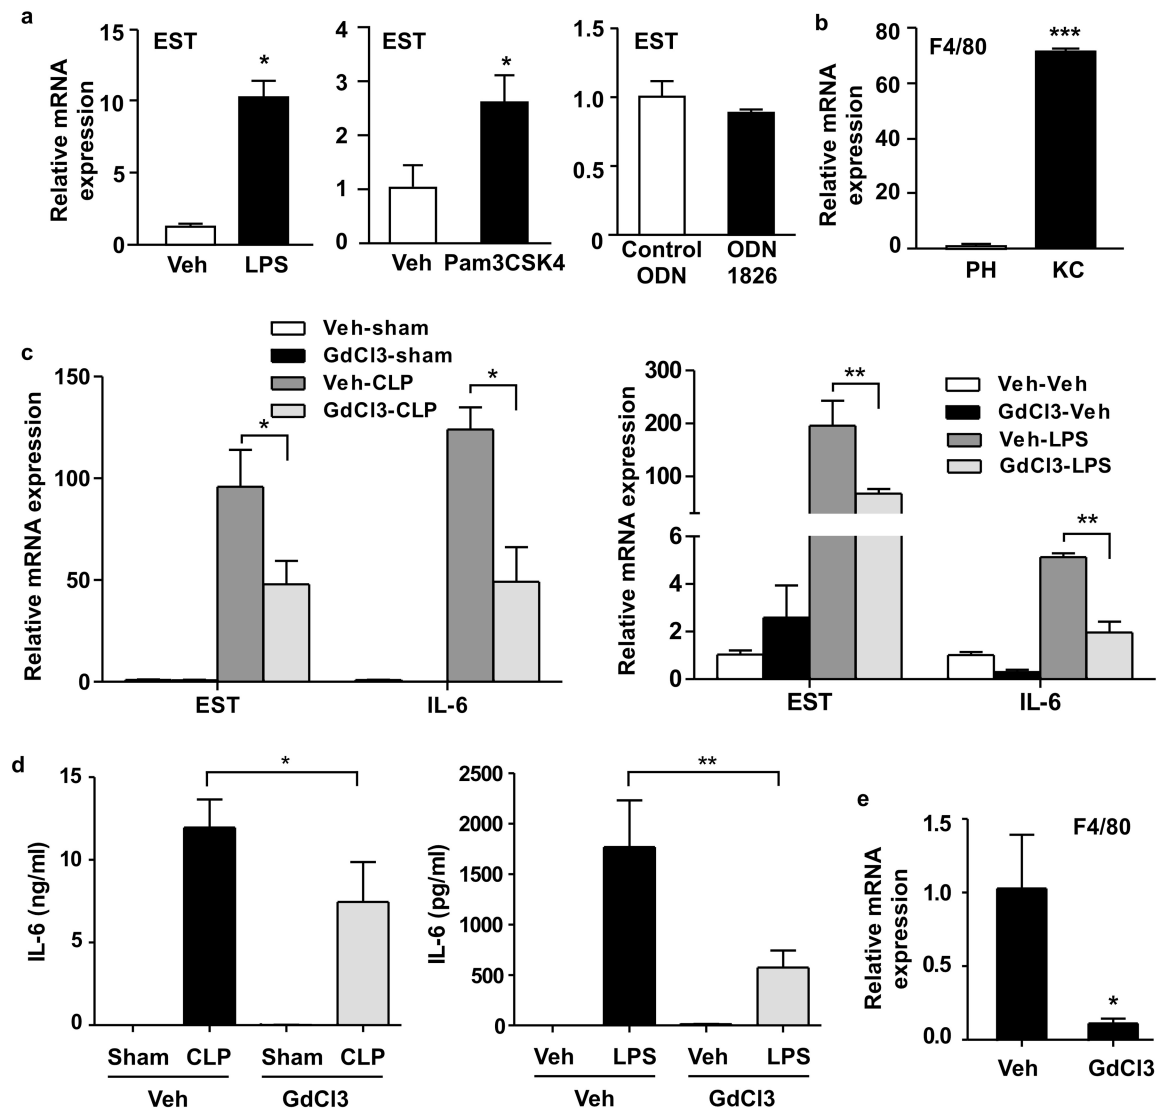 a
Relative mRNA
expression
EST
15
10
5
0
*
Veh
LPS
EST
4
3
2
1
0
*
Veh
Pam3CSK4
EST
1.5
1.0
0.5
0
Control
ODN
ODN
1826
b
Relative mRNA
expression
F4/80
80
60
40
20
0
***
PH
KC
c
Veh-sham
GdCl3-sham
Veh-CLP
GdCl3-CLP
Relative mRNA expression
150
100
50
0
*
*
EST
IL-6
Relative mRNA expression
300
200
100
6
4
2
0
**
**
Veh-Veh
GdCl3-Veh
Veh-LPS
GdCl3-LPS
EST
IL-6
d
IL-6 (ng/ml)
15
10
5
0
*
Sham
CLP
Sham
CLP
Veh
GdCl3
IL-6 (pg/ml)
2500
2000
1500
1000
500
0
**
Veh
LPS
Veh
LPS
Veh
GdCl3
e
Relative mRNA
expression
F4/80
1.5
1.0
0.5
0.0
*
Veh
GdCl3